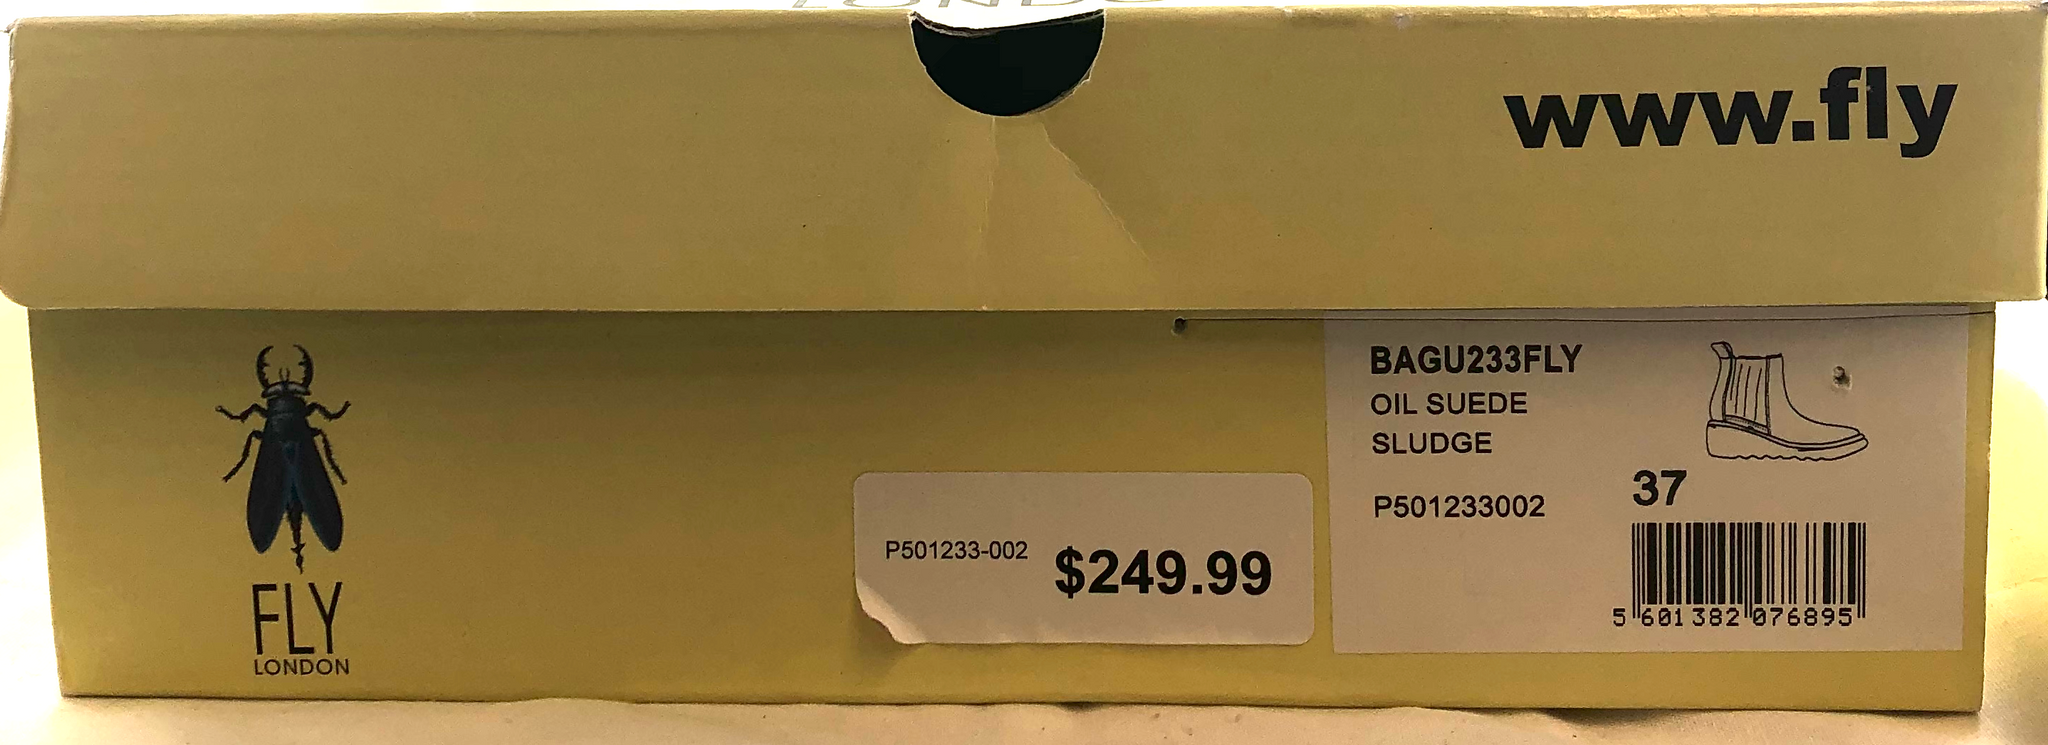 www.fly
BAGU233FLY
OIL SUEDE
SLUDGE
37
P501233002
5 601382 076895
P501233-002
$249.99
FLY
LONDON